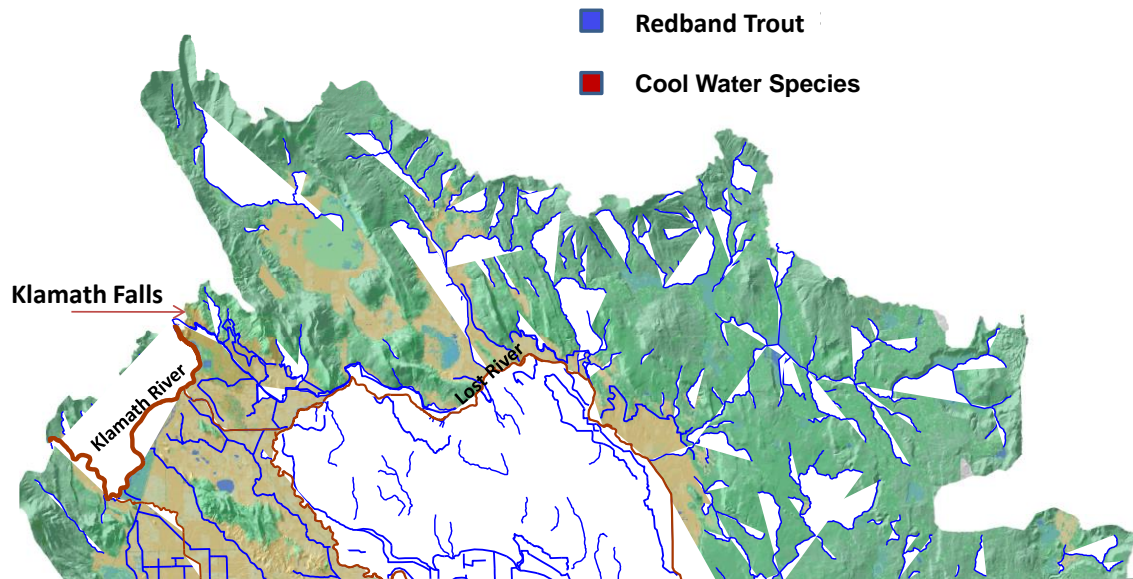 Redband Trout
Cool Water Species
Klamath Falls
Lost River
Klamath River